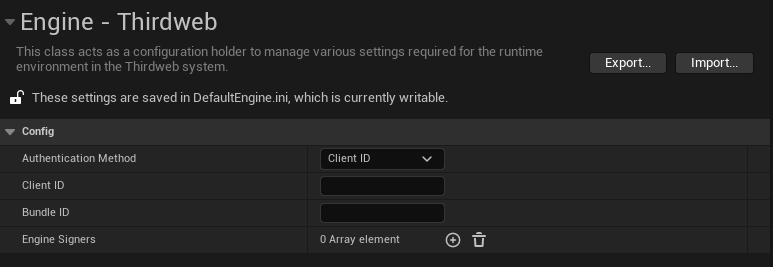 Engine - Thirdweb
This class acts as a configuration holder to manage various settings required for the runtime
environment in the Thirdweb system.
Export...
Import...
These settings are saved in DefaultEngine.ini, which is currently writable.
Config
Authentication Method
Client ID
Client ID
Bundle ID
Engine Signers
0 Array element